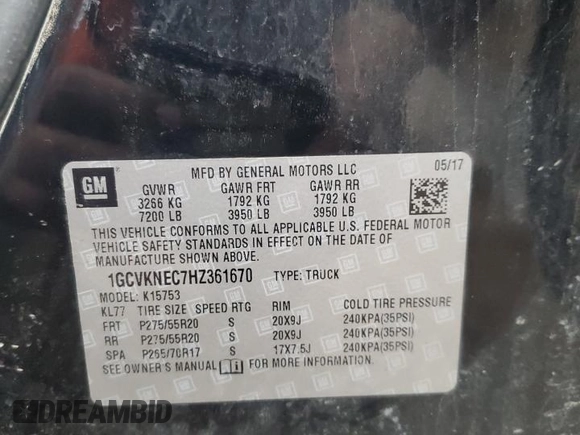 MFD BY GENERAL MOTORS LLC 05/17
GM
GVWR GAWR FRT GAWR RR
3266 KG 1792 KG 1792 KG
7200 LB 3950 LB 3950 LB
THIS VEHICLE CONFORMS TO ALL APPLICABLE U.S. FEDERAL MOTOR
VEHICLE SAFETY STANDARDS IN EFFECT ON THE DATE OF
MANUFACTURE SHOWN ABOVE.
1GCVKNEC7HZ361670 TYPE: TRUCK
MODEL: K15753
KL77 TIRE SIZE SPEED RTG RIM COLD TIRE PRESSURE
FRT P275/55R20 S 20X9J 240KPA(35PSI)
RR P275/55R20 S 20X9J 240KPA(35PSI)
SPA P265/70R17 S 17X7.5J 240KPA(35PSI)
SEE OWNER'S MANUAL FOR MORE INFORMATION.
DREAMBID